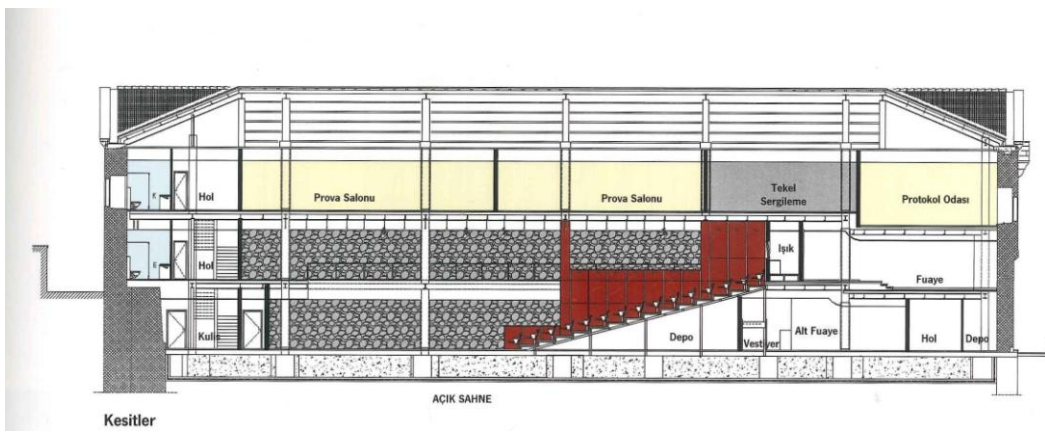 Hol
Prova Salonu
Prova Salonu
Tekel
Sergileme
Protokol Odası
K
Hol
Işık
Fuaye
Kulis
Depo
Vestiyer
Alt Fuaye
Hol
Depo
AÇIK SAHNE
Kesitler